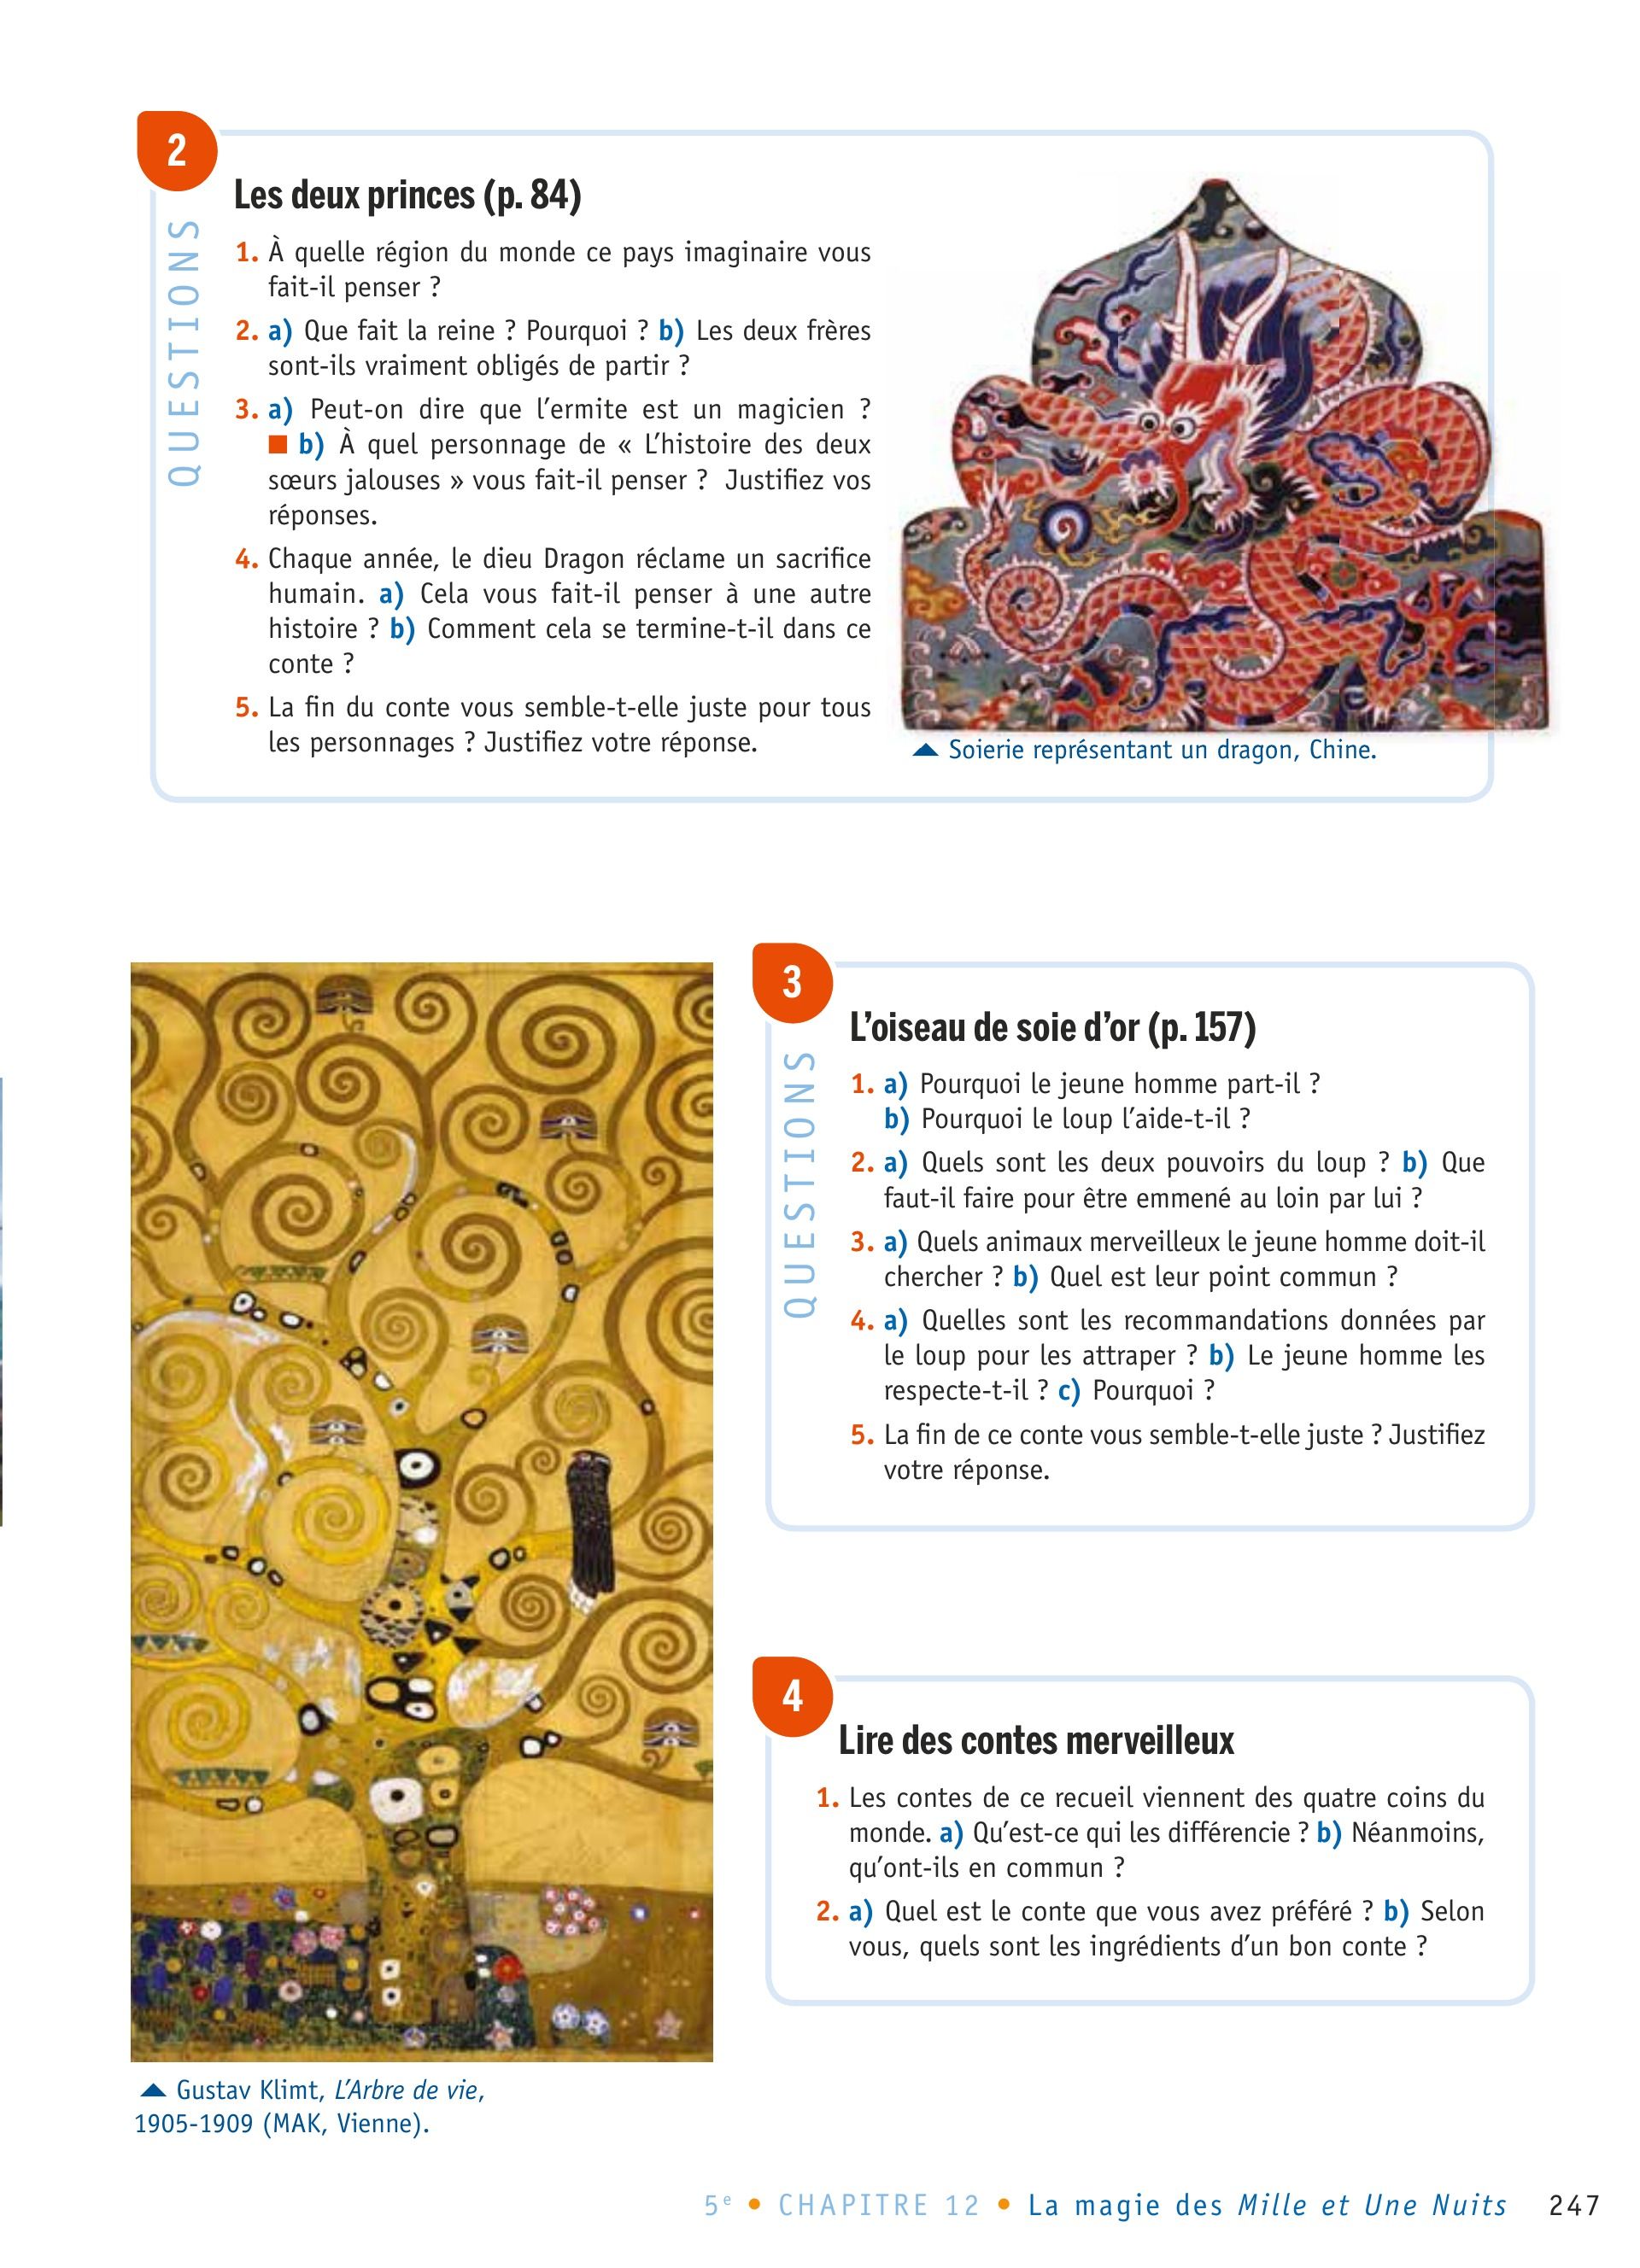 2
QUESTIONS
Les deux princes (p. 84)
1. À quelle région du monde ce pays imaginaire vous
fait-il penser ?
2. a) Que fait la reine ? Pourquoi ? b) Les deux frères
sont-ils vraiment obligés de partir ?
3. a) Peut-on dire que l’ermite est un magicien ?
■ b) À quel personnage de « L’histoire des deux
sœurs jalouses » vous fait-il penser ? Justifiez vos
réponses.
4. Chaque année, le dieu Dragon réclame un sacrifice
humain. a) Cela vous fait-il penser à une autre
histoire ? b) Comment cela se termine-t-il dans ce
conte ?
5. La fin du conte vous semble-t-elle juste pour tous
les personnages ? Justifiez votre réponse.
▲ Soierie représentant un dragon, Chine.
3
QUESTIONS
L’oiseau de soie d’or (p. 157)
1. a) Pourquoi le jeune homme part-il ?
b) Pourquoi le loup l’aide-t-il ?
2. a) Quels sont les deux pouvoirs du loup ? b) Que
faut-il faire pour être emmené au loin par lui ?
3. a) Quels animaux merveilleux le jeune homme doit-il
chercher ? b) Quel est leur point commun ?
4. a) Quelles sont les recommandations données par
le loup pour les attraper ? b) Le jeune homme les
respecte-t-il ? c) Pourquoi ?
5. La fin de ce conte vous semble-t-elle juste ? Justifiez
votre réponse.
4
Lire des contes merveilleux
1. Les contes de ce recueil viennent des quatre coins du
monde. a) Qu’est-ce qui les différencie ? b) Néanmoins,
qu’ont-ils en commun ?
2. a) Quel est le conte que vous avez préféré ? b) Selon
vous, quels sont les ingrédients d’un bon conte ?
▲ Gustav Klimt, L’Arbre de vie,
1905-1909 (MAK, Vienne).
5e • CHAPITRE 12 • La magie des Mille et Une Nuits 247